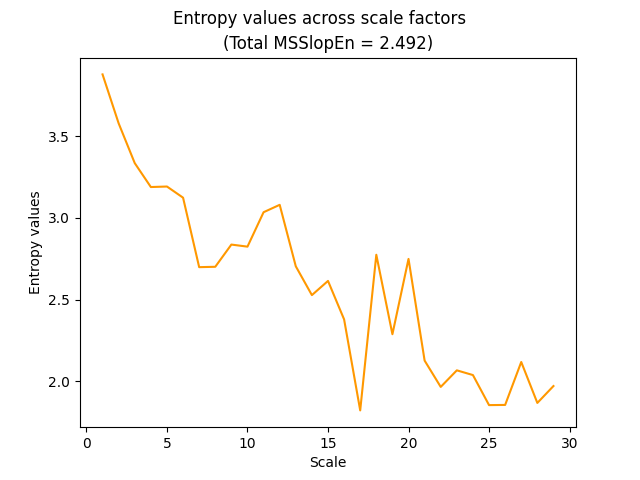 Entropy values across scale factors
(Total MSSlopEn = 2.492)
Entropy values
3.5
3.0
2.5
2.0
0 5 10 15 20 25 30
Scale